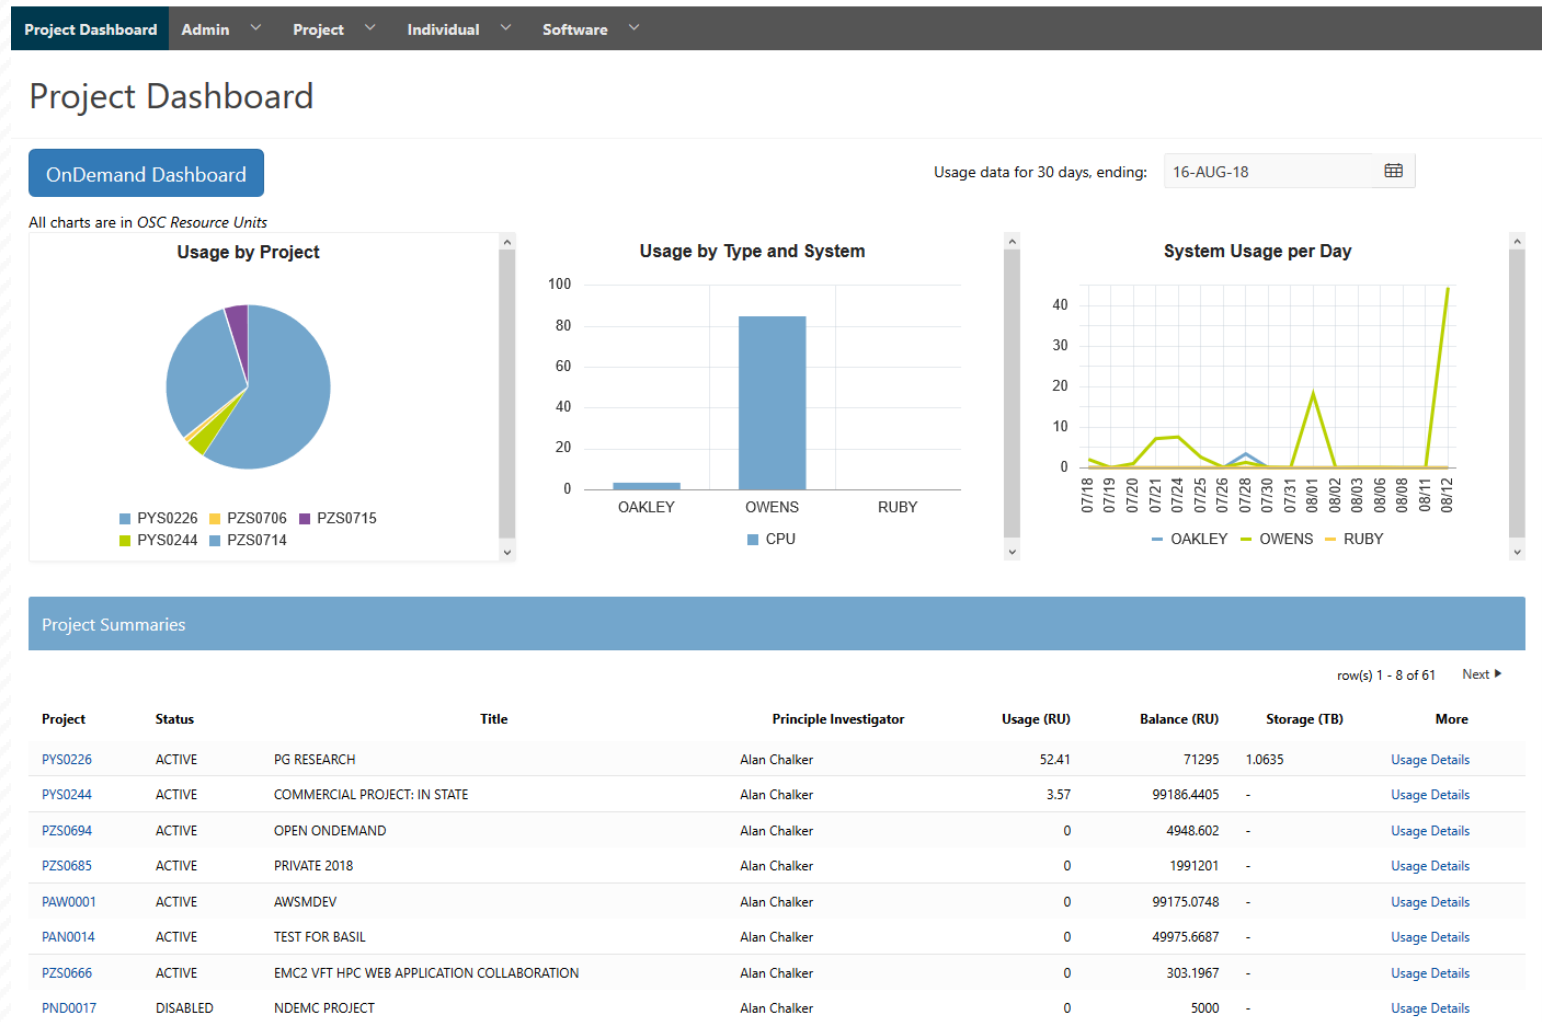 Project Dashboard Admin Project Individual Software
Project Dashboard
OnDemand Dashboard
Usage data for 30 days, ending: 16-AUG-18
All charts are in OSC Resource Units
Usage by Project
PYS0226 PZS0706 PZS0715
PYS0244 PZS0714
Usage by Type and System
100
80
60
40
20
0
OAKLEY OWENS RUBY
CPU
System Usage per Day
40
30
20
10
0
07/18 07/19 07/20 07/21 07/24 07/25 07/26 07/28 07/30 07/31 08/01 08/02 08/03 08/06 08/08 08/11 08/12
OAKLEY OWENS RUBY
Project Summaries
row(s) 1 - 8 of 61 Next
Project Status Title Principle Investigator Usage (RU) Balance (RU) Storage (TB) More
PYS0226 ACTIVE PG RESEARCH Alan Chalker 52.41 71295 1.0635 Usage Details
PYS0244 ACTIVE COMMERCIAL PROJECT: IN STATE Alan Chalker 3.57 99186.4405 - Usage Details
PZS0694 ACTIVE OPEN ONDEMAND Alan Chalker 0 4948.602 - Usage Details
PZS0685 ACTIVE PRIVATE 2018 Alan Chalker 0 1991201 - Usage Details
PAW0001 ACTIVE AWSMDEV Alan Chalker 0 99175.0748 - Usage Details
PAN0014 ACTIVE TEST FOR BASIL Alan Chalker 0 49975.6687 - Usage Details
PZS0666 ACTIVE EMC2 VFT HPC WEB APPLICATION COLLABORATION Alan Chalker 0 303.1967 - Usage Details
PND0017 DISABLED NDEMC PROJECT Alan Chalker 0 5000 - Usage Details